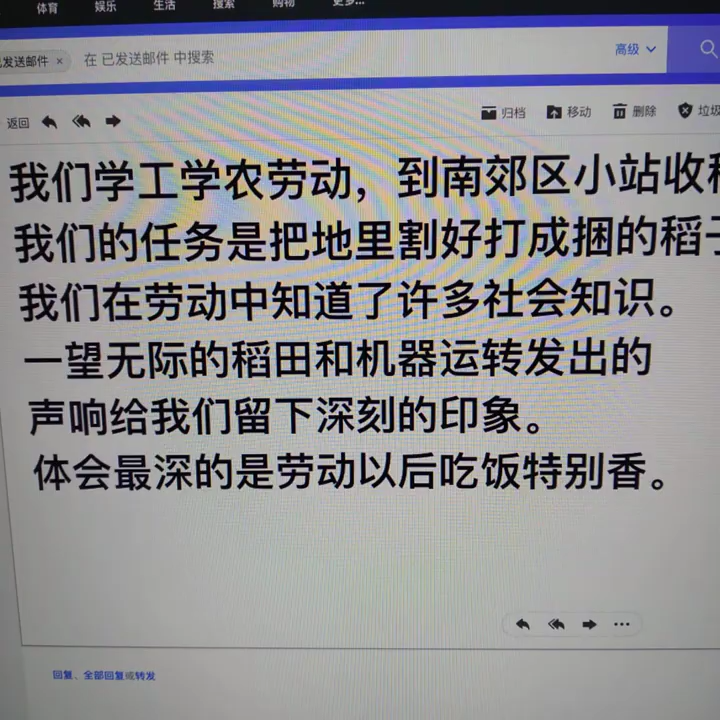 体育 娱乐 生活 搜索 购物 更多...
发送邮件 × 在 已发送邮件 中搜索 高级
返回 归档 移动 删除 垃圾
我们学工学农劳动，到南郊区小站收
我们的任务是把地里割好打成捆的稻子
我们在劳动中知道了许多社会知识。
一望无际的稻田和机器运转发出的
声响给我们留下深刻的印象。
体会最深的是劳动以后吃饭特别香。
回复、全部回复或转发